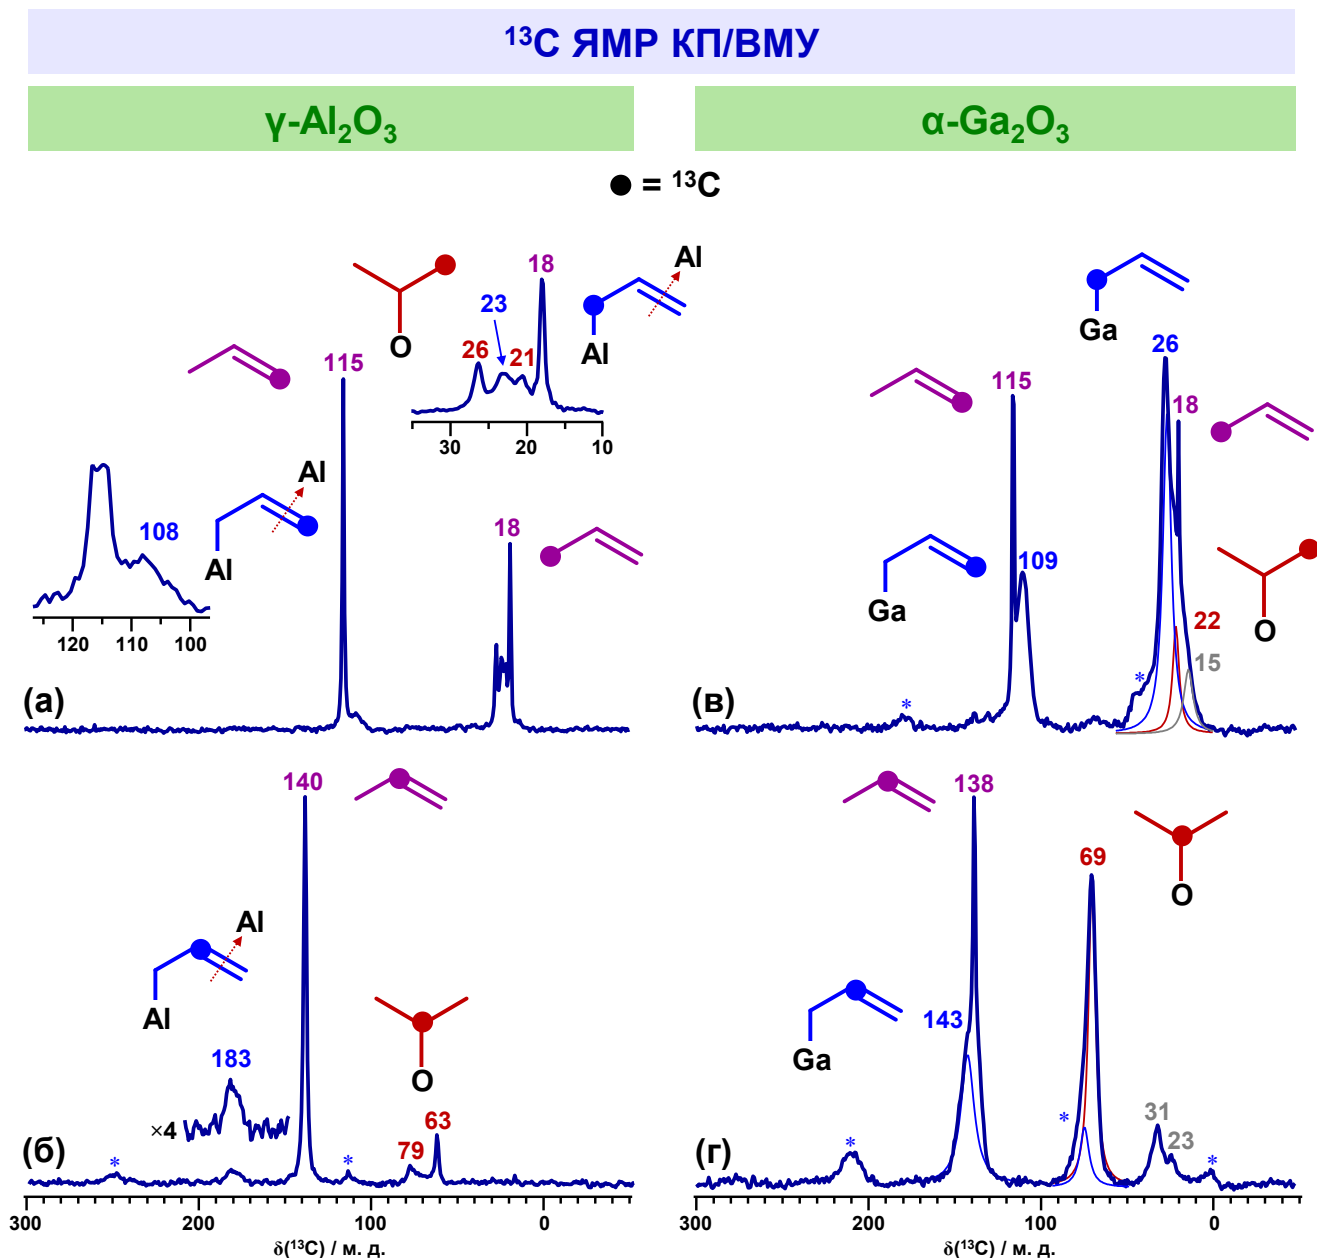 ¹³C ЯМР КП/ВМУ
γ-Al₂O₃
α-Ga₂O₃
= ¹³C
18
Al
23
26
21
O
Al
30
20
10
115
Al
108
Al
120
110
100
18
(а)
Ga
26
115
18
109
Ga
22
O
15
*
*
(в)
140
Al
Al
183
×4
O
79
63
*
*
(б)
138
69
O
143
Ga
*
*
31
23
*
(г)
300
200
100
0
δ(¹³C) / м. д.
300
200
100
0
δ(¹³C) / м. д.